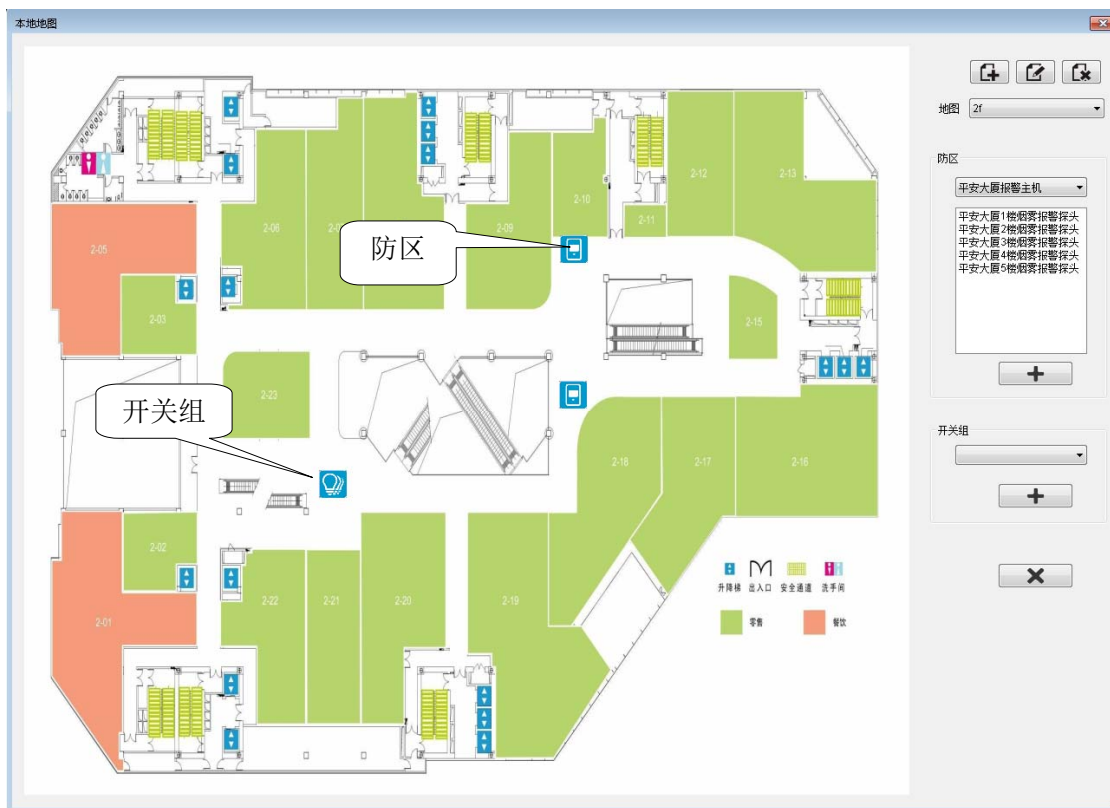 本地地图
地图
2f
防区
平安大厦报警主机
平安大厦1楼烟雾报警探头
平安大厦2楼烟雾报警探头
平安大厦3楼烟雾报警探头
平安大厦4楼烟雾报警探头
平安大厦5楼烟雾报警探头
开关组
2-12
2-13
2-10
2-11
2-06
2-09
防区
2-05
2-03
2-15
2-23
开关组
2-18
2-17
2-16
2-02
2-01
2-22
2-21
2-20
2-19
升降梯
出入口
安全通道
洗手间
零售
餐饮